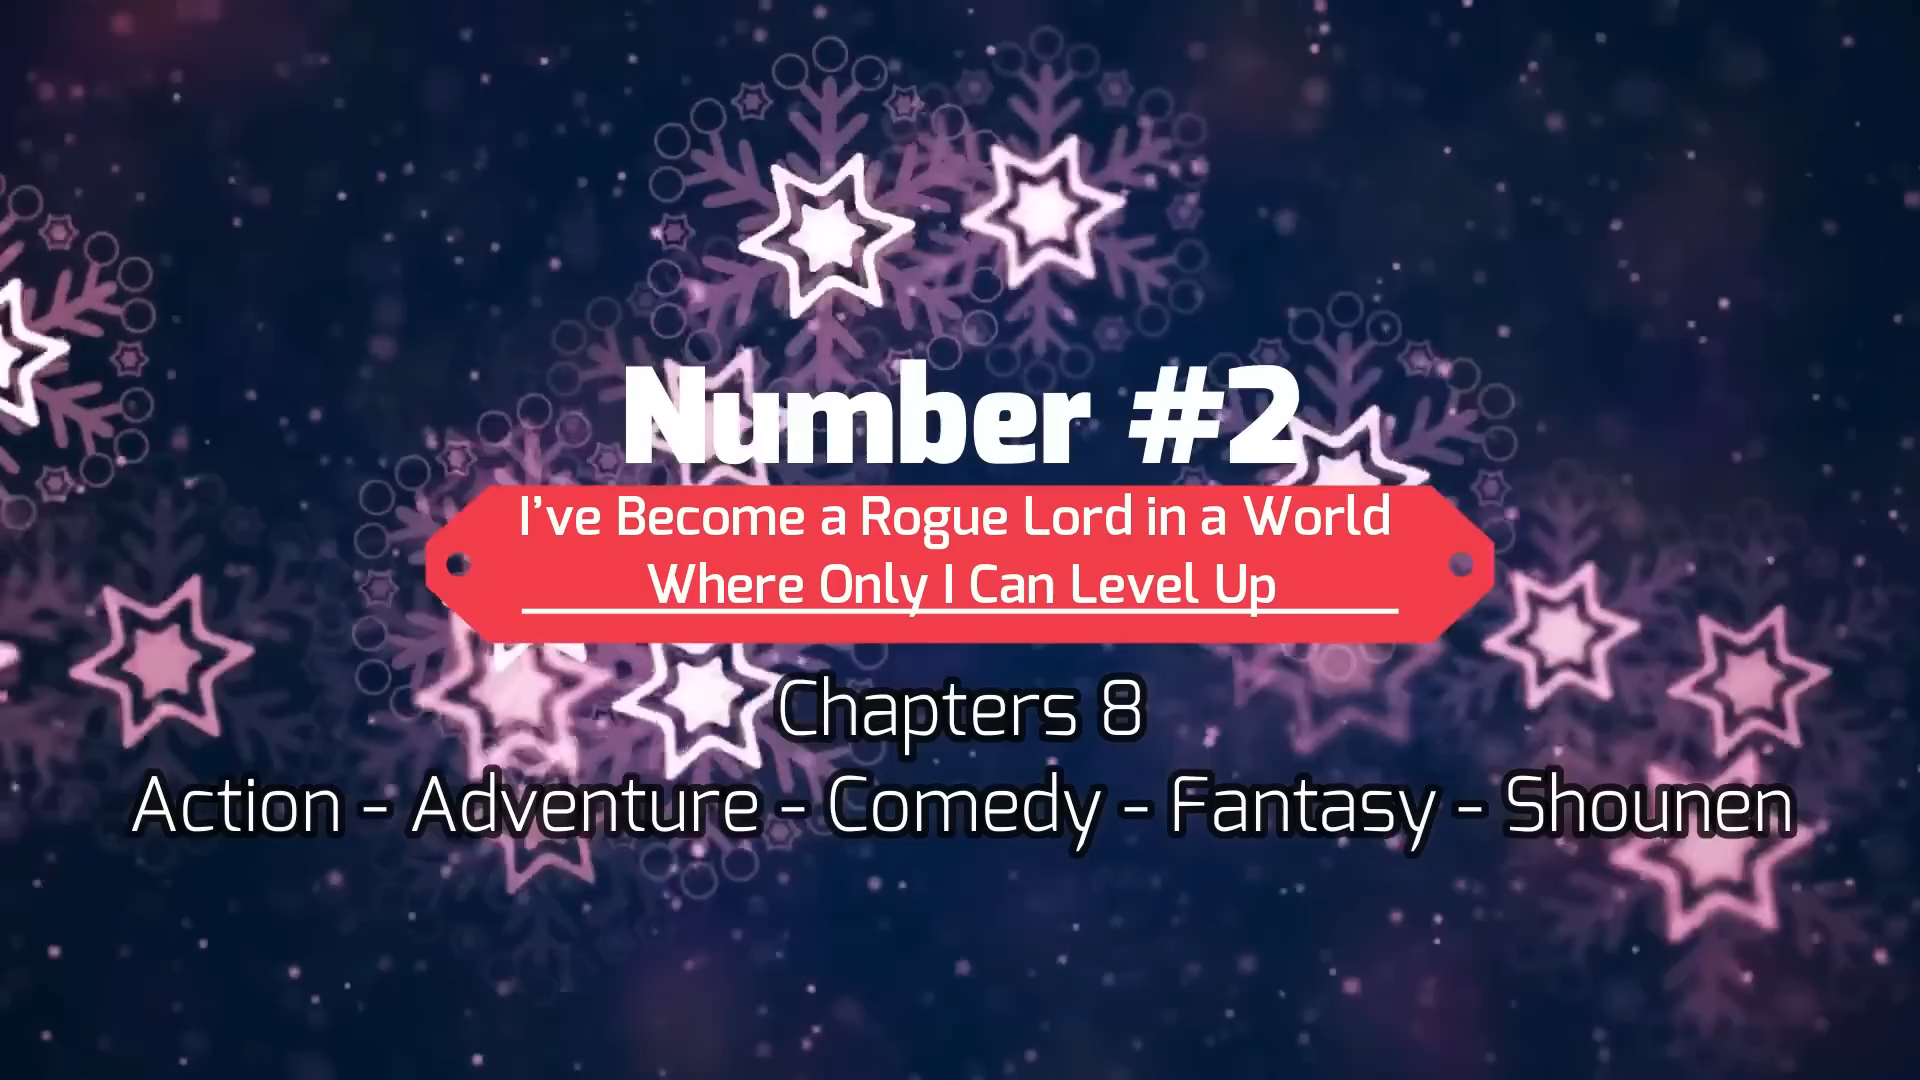 Number #2
I’ve Become a Rogue Lord in a World
Where Only I Can Level Up
Chapters 8
Action - Adventure - Comedy - Fantasy - Shounen